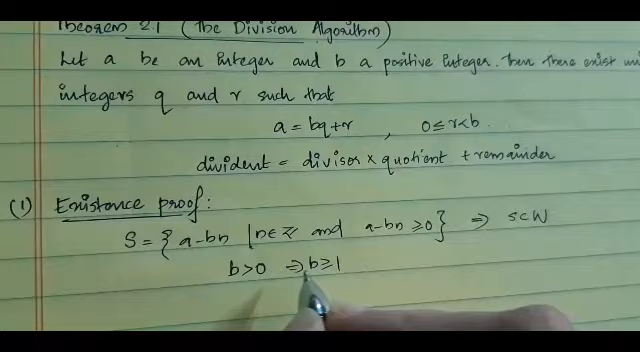 Theorem 2.1 (The Division Algorithm)
Let a be an Integer and b a positive Integer. Then there exist
integers q and r such that
a = bq + r , 0 ≤ r < b.
divident = divisor × quotient + remainder
(1) Existance proof:
S = { a - bn | n ∈ ℤ and a - bn ≥ 0 } ⇒ S ⊂ W
b > 0 ⇒ b ≥ 1